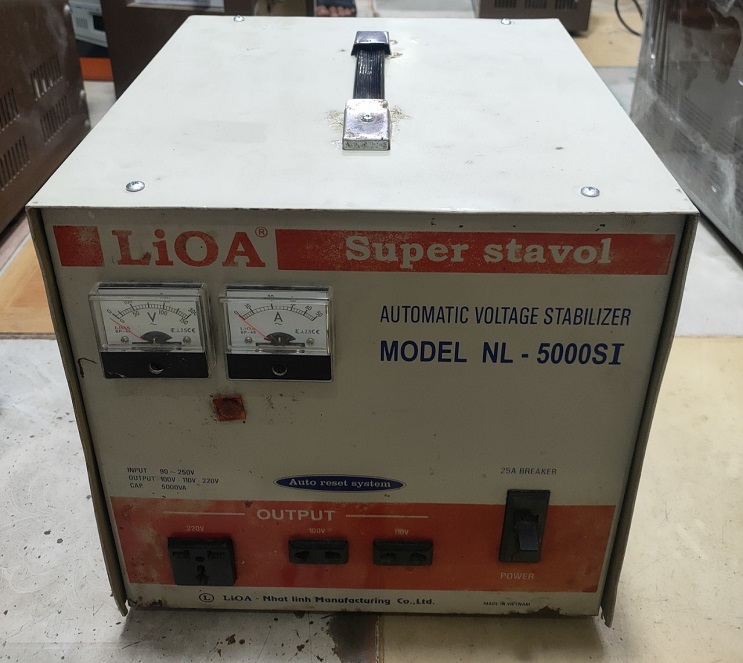 LiOA® Super stavol
AUTOMATIC VOLTAGE STABILIZER
MODEL NL - 5000SI
V
A
INPUT 90 ~ 250V
OUTPUT 100V 110V 220V
CAP. 5000VA
Auto reset system
25A BREAKER
OUTPUT
220V
100V
110V
POWER
Ⓛ LiOA - Nhat linh Manufacturing Co.,Ltd.
MADE IN VIETNAM